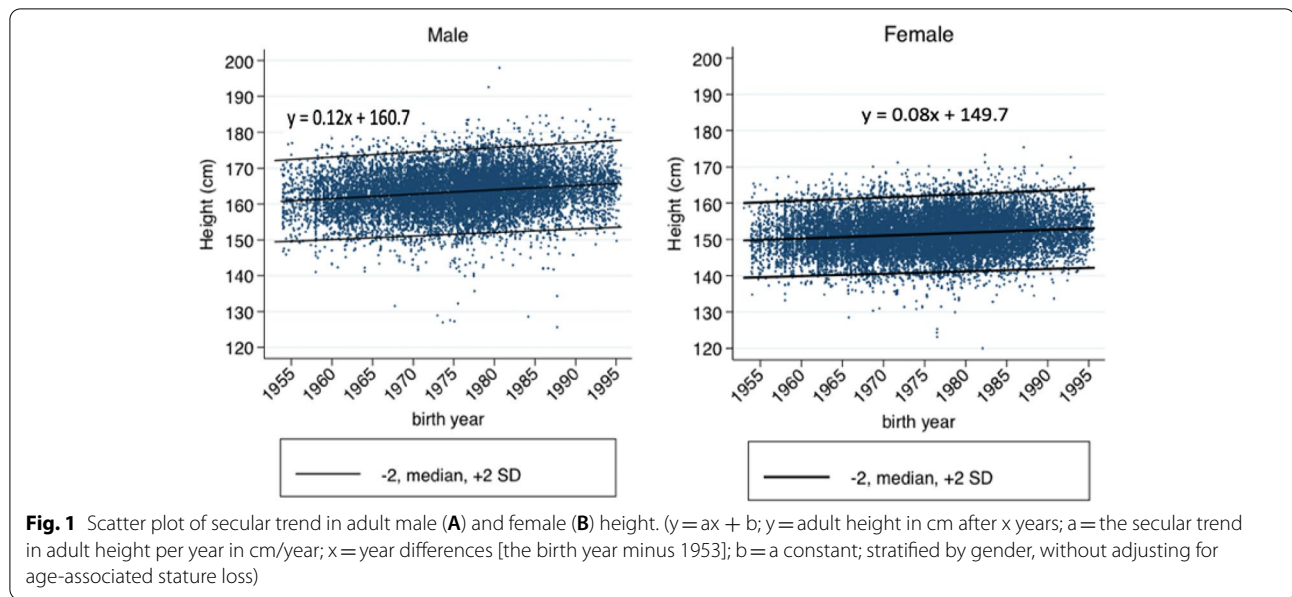 Male
Height (cm)
200
190
180
170
160
150
140
130
120
y = 0.12x + 160.7
1955
1960
1965
1970
1975
1980
1985
1990
1995
birth year
-2, median, +2 SD
Female
Height (cm)
200
190
180
170
160
150
140
130
120
y = 0.08x + 149.7
1955
1960
1965
1970
1975
1980
1985
1990
1995
birth year
-2, median, +2 SD
Fig. 1 Scatter plot of secular trend in adult male (A) and female (B) height. (y = ax + b; y = adult height in cm after x years; a = the secular trend
in adult height per year in cm/year; x = year differences [the birth year minus 1953]; b = a constant; stratified by gender, without adjusting for
age-associated stature loss)